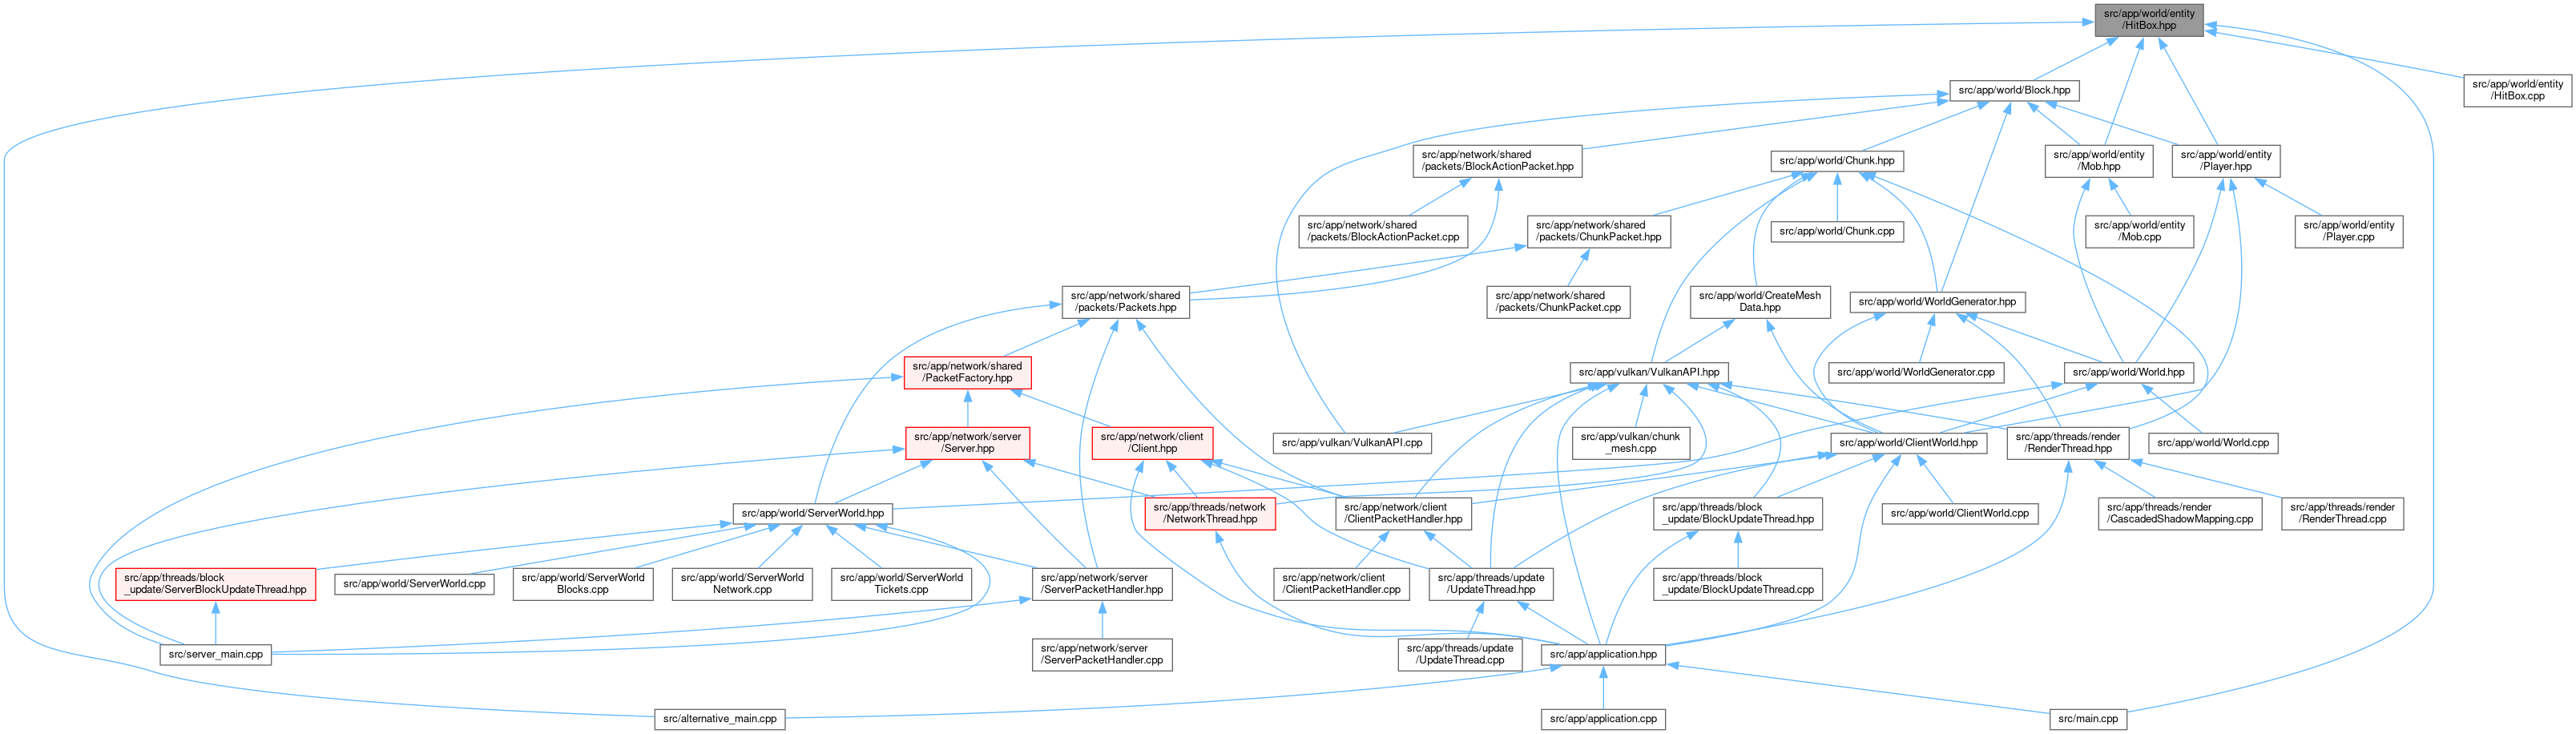 src/app/world/entity
/HitBox.hpp
src/app/world/Block.hpp
src/app/world/entity
/HitBox.cpp
src/app/network/shared
/packets/BlockActionPacket.hpp
src/app/world/Chunk.hpp
src/app/world/entity
/Mob.hpp
src/app/world/entity
/Player.hpp
src/app/network/shared
/packets/BlockActionPacket.cpp
src/app/network/shared
/packets/ChunkPacket.hpp
src/app/world/Chunk.cpp
src/app/world/entity
/Mob.cpp
src/app/world/entity
/Player.cpp
src/app/network/shared
/packets/Packets.hpp
src/app/network/shared
/packets/ChunkPacket.cpp
src/app/world/CreateMesh
Data.hpp
src/app/world/WorldGenerator.hpp
src/app/network/shared
/PacketFactory.hpp
src/app/vulkan/VulkanAPI.hpp
src/app/world/WorldGenerator.cpp
src/app/world/World.hpp
src/app/network/server
/Server.hpp
src/app/network/client
/Client.hpp
src/app/vulkan/VulkanAPI.cpp
src/app/vulkan/chunk
_mesh.cpp
src/app/world/ClientWorld.hpp
src/app/threads/render
/RenderThread.hpp
src/app/world/World.cpp
src/app/world/ServerWorld.hpp
src/app/threads/network
/NetworkThread.hpp
src/app/network/client
/ClientPacketHandler.hpp
src/app/threads/block
_update/BlockUpdateThread.hpp
src/app/world/ClientWorld.cpp
src/app/threads/render
/CascadedShadowMapping.cpp
src/app/threads/render
/RenderThread.cpp
src/app/threads/block
_update/ServerBlockUpdateThread.hpp
src/app/world/ServerWorld.cpp
src/app/world/ServerWorld
Blocks.cpp
src/app/world/ServerWorld
Network.cpp
src/app/world/ServerWorld
Tickets.cpp
src/app/network/server
/ServerPacketHandler.hpp
src/app/network/client
/ClientPacketHandler.cpp
src/app/threads/update
/UpdateThread.hpp
src/app/threads/block
_update/BlockUpdateThread.cpp
src/server_main.cpp
src/app/network/server
/ServerPacketHandler.cpp
src/app/threads/update
/UpdateThread.cpp
src/app/application.hpp
src/alternative_main.cpp
src/app/application.cpp
src/main.cpp